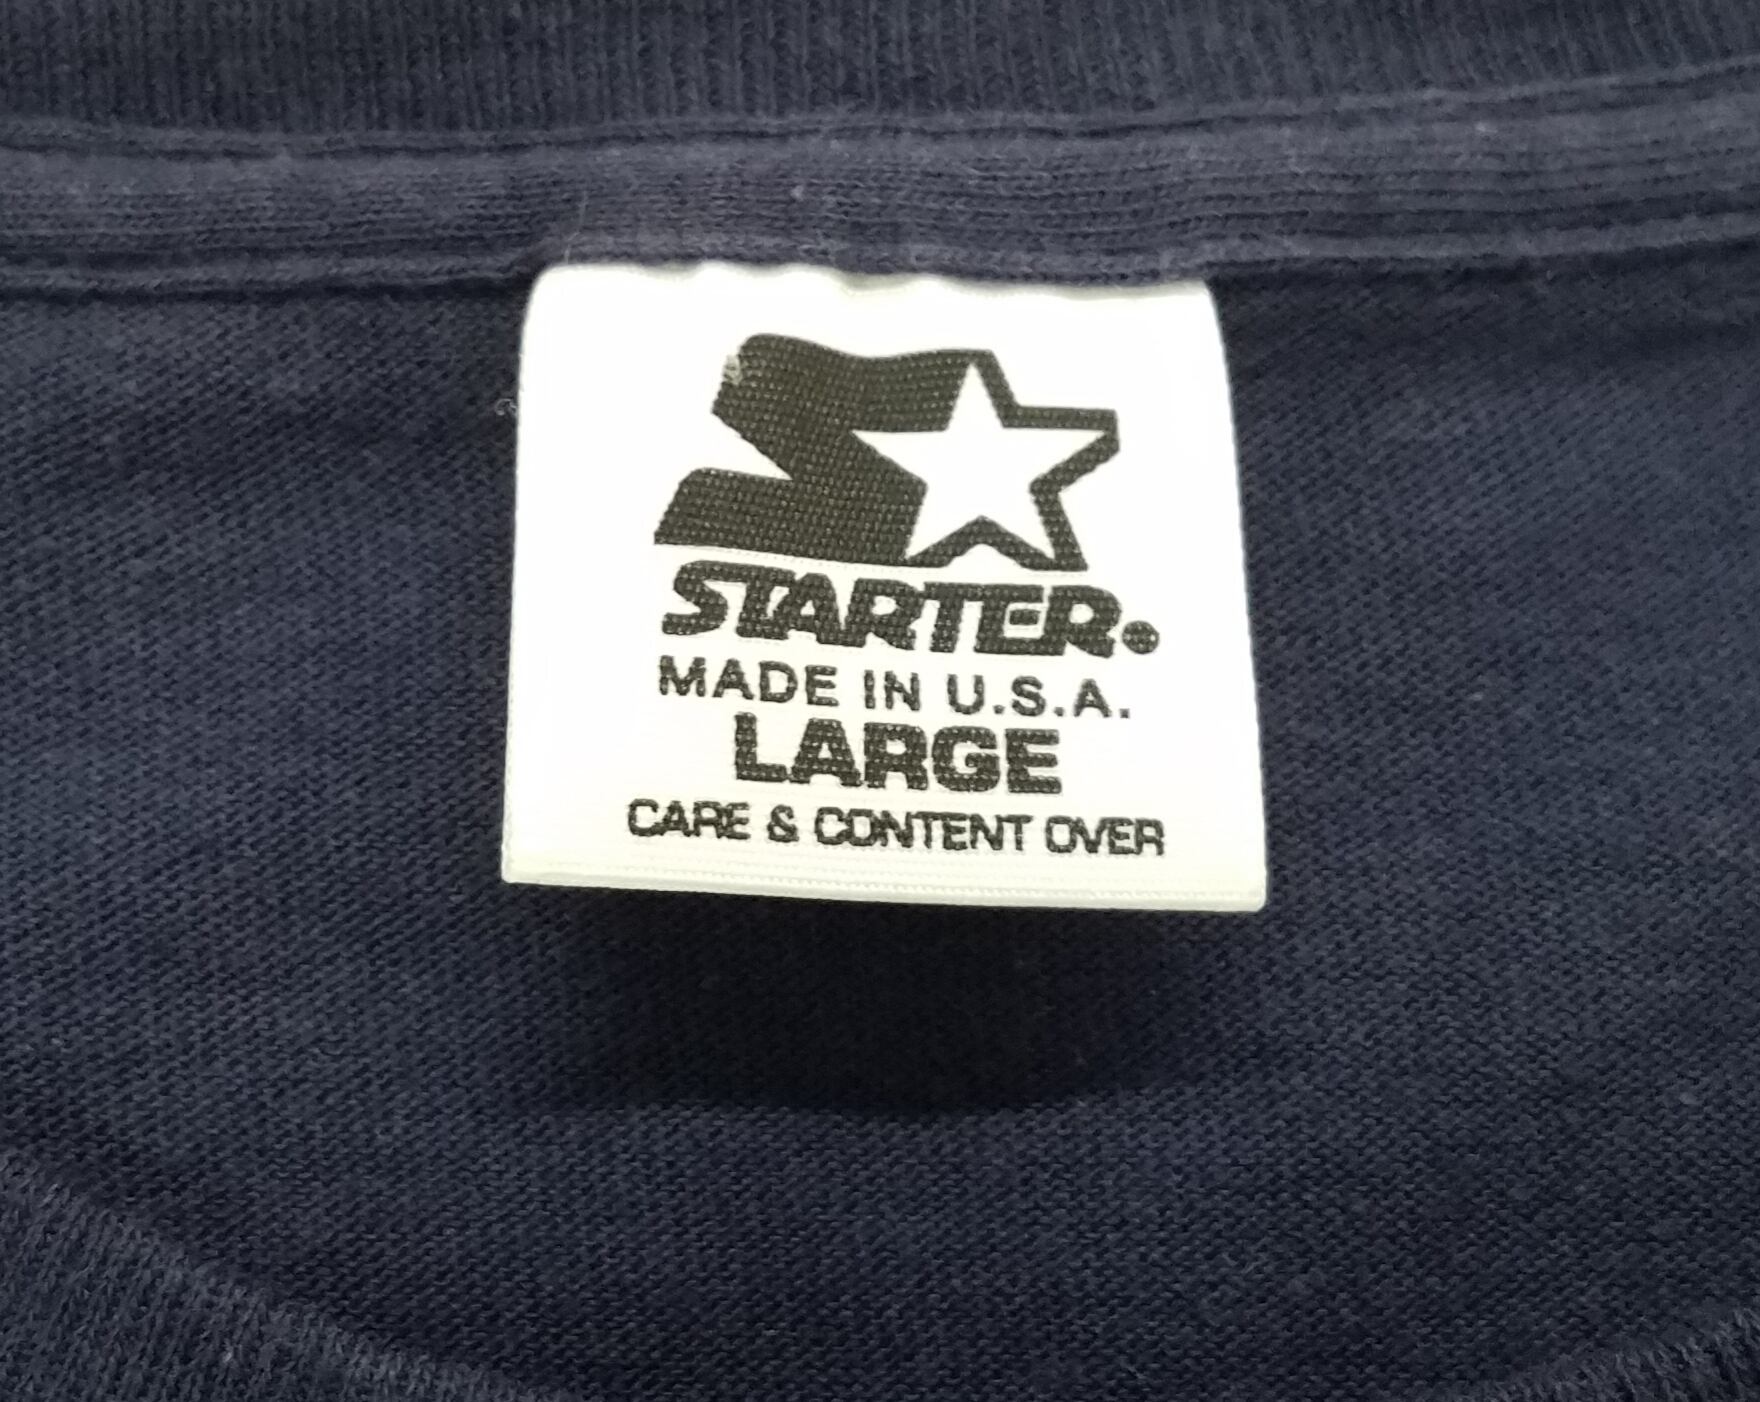 STARTER.
MADE IN U.S.A.
LARGE
CARE & CONTENT OVER